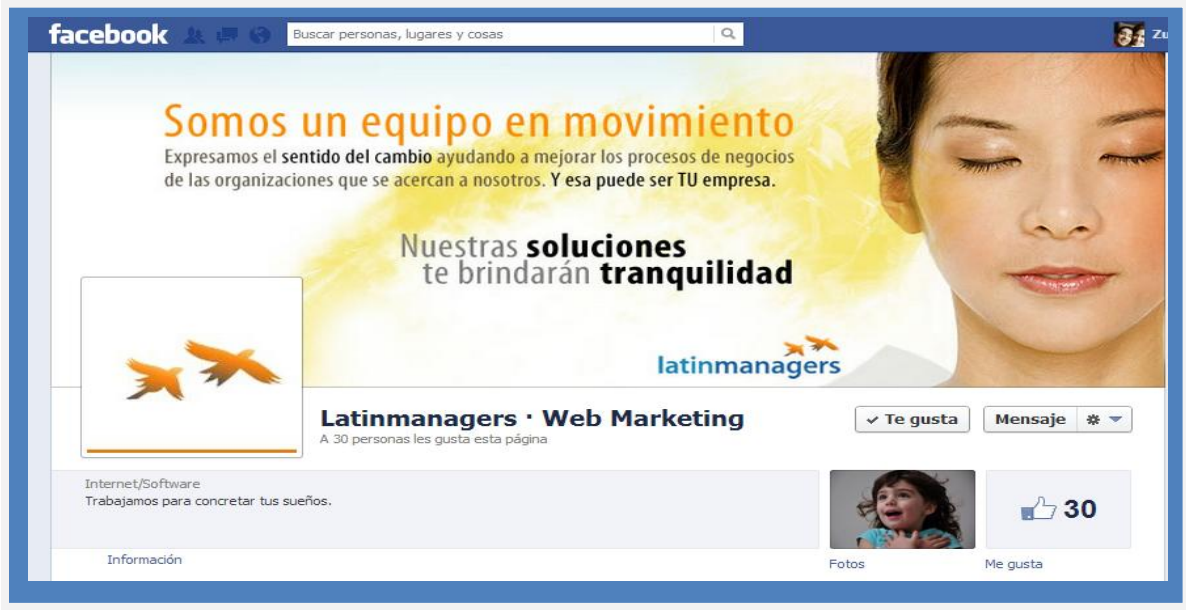 facebook
Buscar personas, lugares y cosas
Zu
Somos un equipo en movimiento
Expresamos el sentido del cambio ayudando a mejorar los procesos de negocios
de las organizaciones que se acercan a nosotros. Y esa puede ser TU empresa.
Nuestras soluciones
te brindarán tranquilidad
latinmanagers
Latinmanagers · Web Marketing
A 30 personas les gusta esta página
Te gusta
Mensaje
Internet/Software
Trabajamos para concretar tus sueños.
30
Información
Fotos
Me gusta